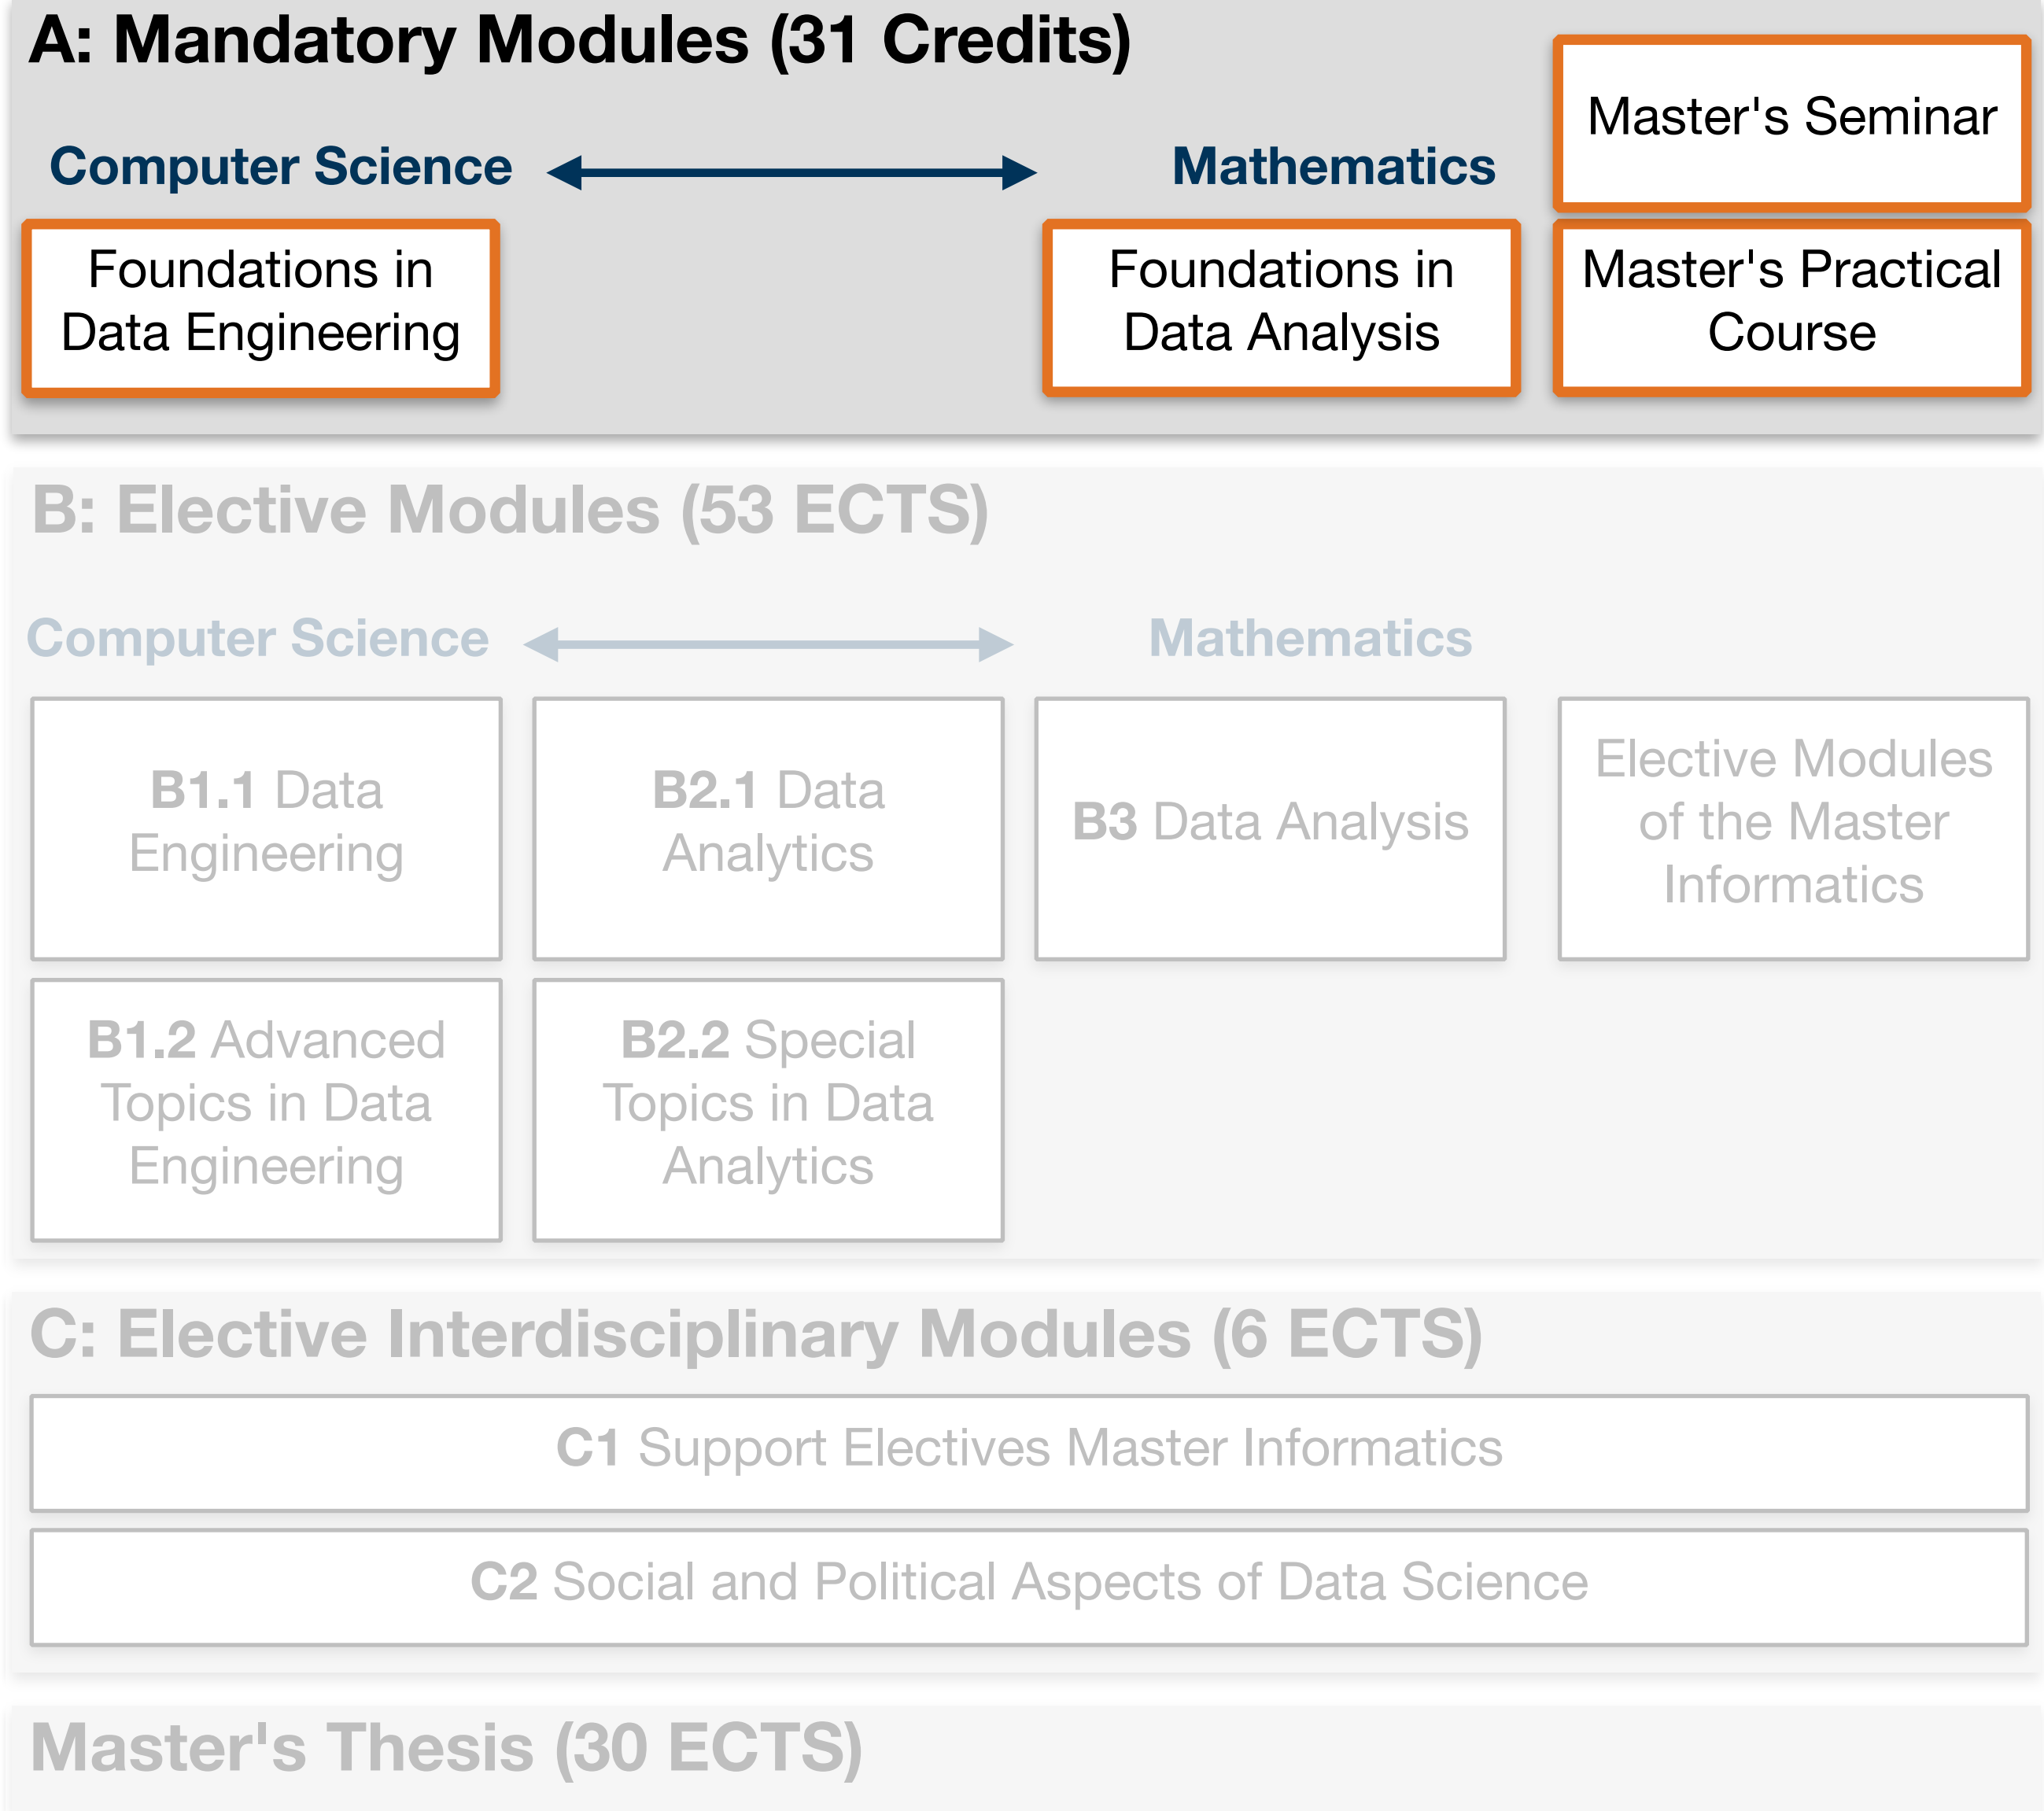 A: Mandatory Modules (31 Credits)
Master's Seminar
Computer Science
Mathematics
Foundations in
Data Engineering
Foundations in
Data Analysis
Master's Practical
Course
B: Elective Modules (53 ECTS)
Computer Science
Mathematics
B1.1 Data
Engineering
B2.1 Data
Analytics
B3 Data Analysis
Elective Modules
of the Master
Informatics
B1.2 Advanced
Topics in Data
Engineering
B2.2 Special
Topics in Data
Analytics
C: Elective Interdisciplinary Modules (6 ECTS)
C1 Support Electives Master Informatics
C2 Social and Political Aspects of Data Science
Master's Thesis (30 ECTS)